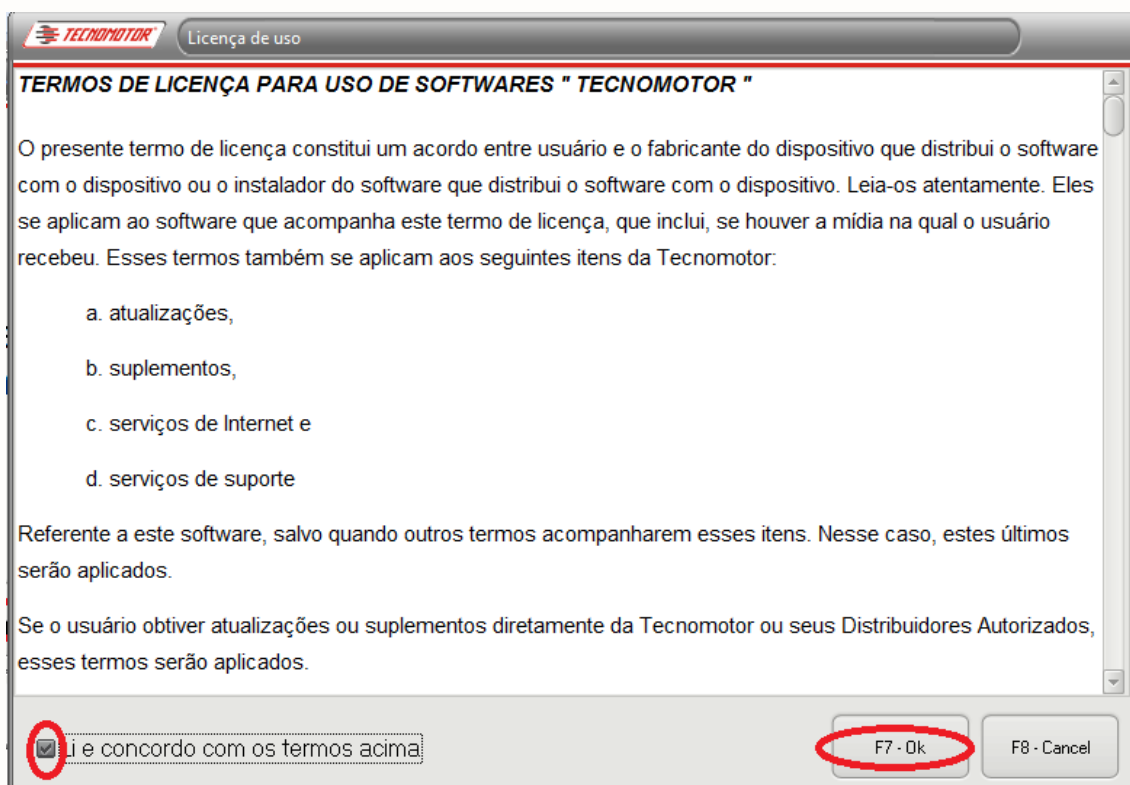 TECNOMOTOR
Licença de uso
TERMOS DE LICENÇA PARA USO DE SOFTWARES " TECNOMOTOR "
O presente termo de licença constitui um acordo entre usuário e o fabricante do dispositivo que distribui o software
com o dispositivo ou o instalador do software que distribui o software com o dispositivo. Leia-os atentamente. Eles
se aplicam ao software que acompanha este termo de licença, que inclui, se houver a mídia na qual o usuário
recebeu. Esses termos também se aplicam aos seguintes itens da Tecnomotor:
a. atualizações,
b. suplementos,
c. serviços de Internet e
d. serviços de suporte
Referente a este software, salvo quando outros termos acompanharem esses itens. Nesse caso, estes últimos
serão aplicados.
Se o usuário obtiver atualizações ou suplementos diretamente da Tecnomotor ou seus Distribuidores Autorizados,
esses termos serão aplicados.
Li e concordo com os termos acima
F7 - Ok
F8 - Cancel